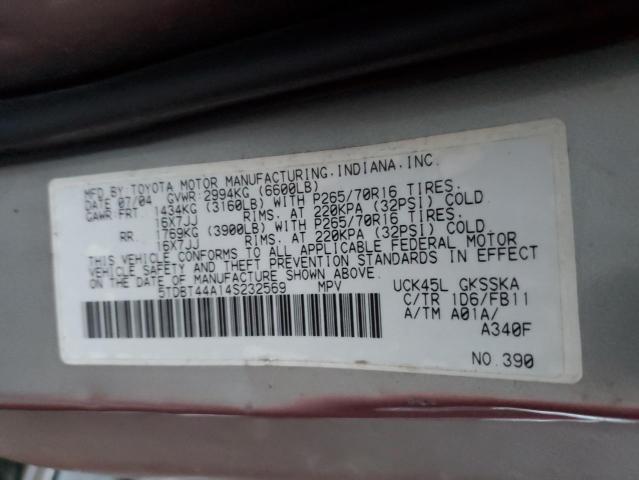 MFD.BY:TOYOTA MOTOR MANUFACTURING,INDIANA,INC.
DATE 07/04 GVWR:2994KG (6600LB)
GAWR:FRT. 1434KG (3160LB) WITH P265/70R16 TIRES.
16X7JJ RIMS. AT 220KPA (32PSI) COLD
RR. 1769KG (3900LB) WITH P265/70R16 TIRES.
16X7JJ RIMS. AT 220KPA (32PSI) COLD
THIS VEHICLE CONFORMS TO ALL APPLICABLE FEDERAL MOTOR
VEHICLE SAFETY AND THEFT PREVENTION STANDARDS IN EFFECT
ON THE DATE OF MANUFACTURE SHOWN ABOVE.
5TDBT44A14S232569 MPV UCK45L GKSSKA
C/TR 1D6/FB11
A/TM A01A/
A340F
NO.390